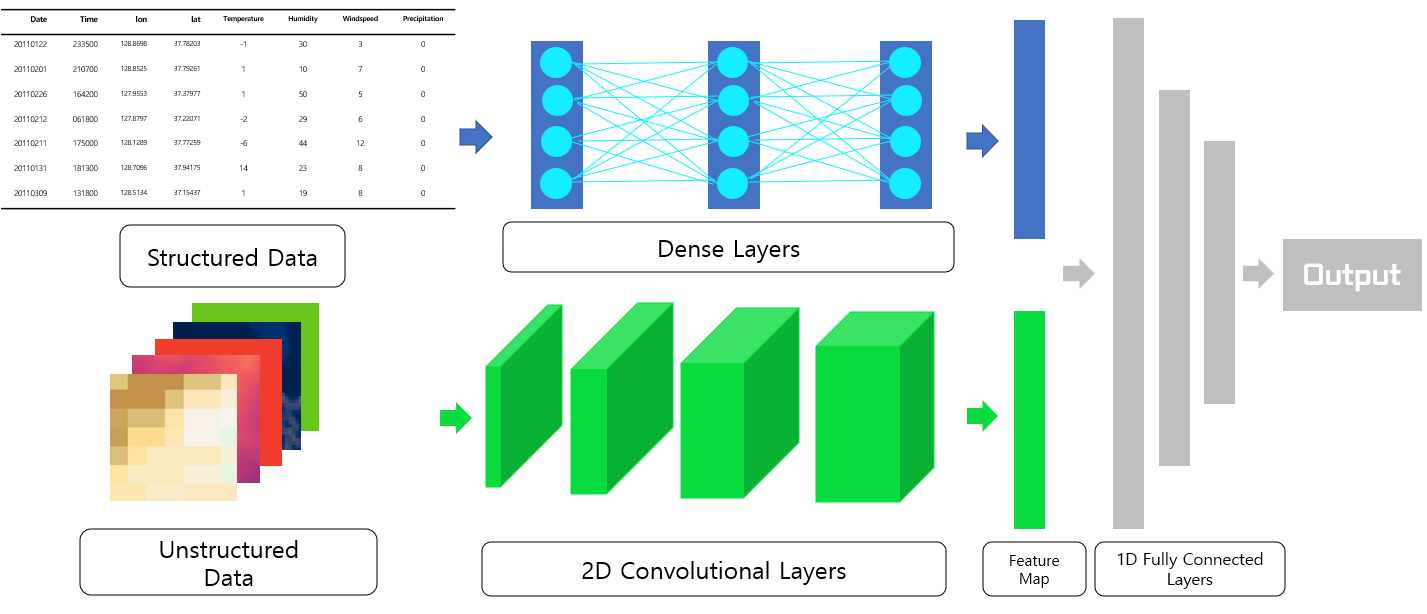 Date Time lon lat Temperature Humidity Windspeed Precipitation
20110122 233500 128.8698 37.78203 -1 30 3 0
20110201 210700 128.8525 37.79261 1 10 7 0
20110226 164200 127.9553 37.37977 1 50 5 0
20110212 061800 127.8797 37.22071 -2 29 6 0
20110211 175000 128.1289 37.77259 -6 44 12 0
20110131 181300 128.7096 37.94175 14 23 8 0
20110309 131800 128.5134 37.15437 1 19 8 0
Structured Data
Dense Layers
Output
Unstructured
Data
2D Convolutional Layers
Feature
Map
1D Fully Connected
Layers